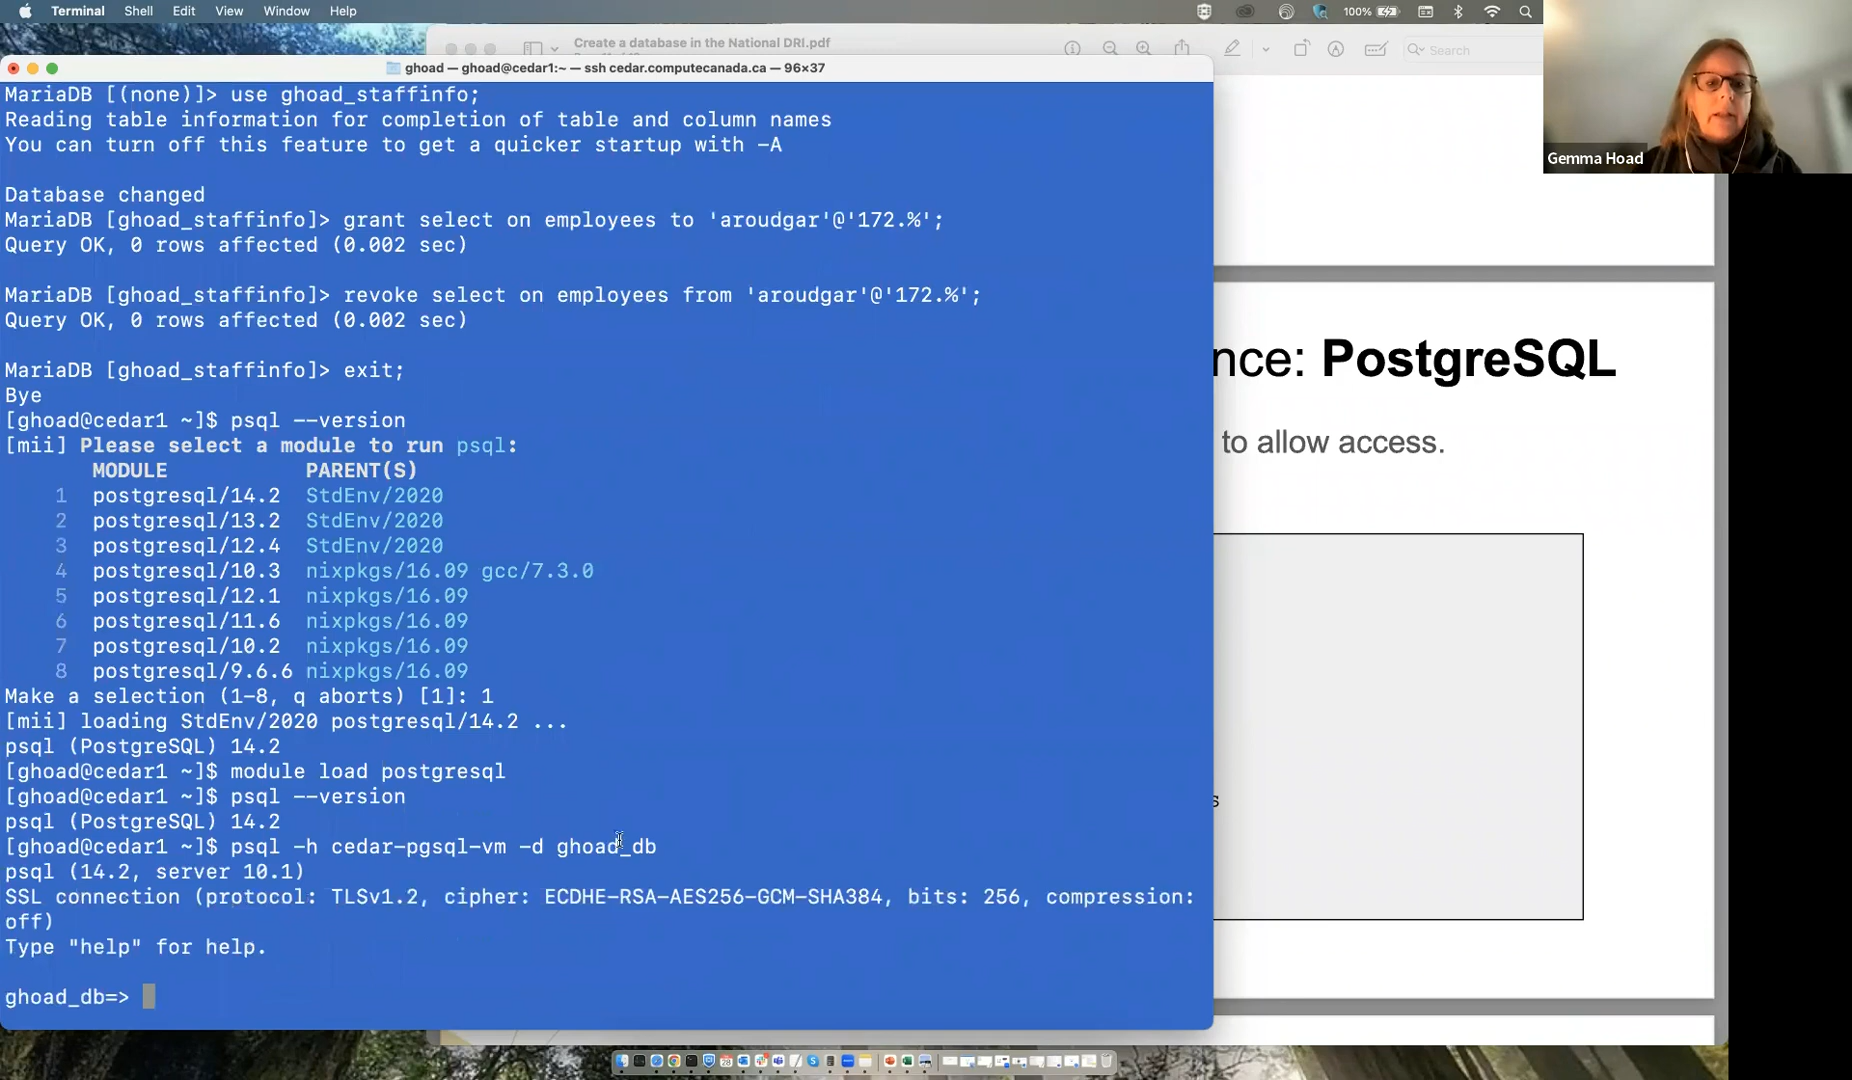 Terminal Shell Edit View Window Help
100%
Create a database in the National DRI.pdf
Search
ghoad — ghoad@cedar1:~ — ssh cedar.computecanada.ca — 96×37
MariaDB [(none)]> use ghoad_staffinfo;
Reading table information for completion of table and column names
You can turn off this feature to get a quicker startup with -A
Database changed
MariaDB [ghoad_staffinfo]> grant select on employees to 'aroudgar'@'172.%';
Query OK, 0 rows affected (0.002 sec)
MariaDB [ghoad_staffinfo]> revoke select on employees from 'aroudgar'@'172.%';
Query OK, 0 rows affected (0.002 sec)
MariaDB [ghoad_staffinfo]> exit;
Bye
[ghoad@cedar1 ~]$ psql --version
[mii] Please select a module to run psql:
MODULE PARENT(S)
1 postgresql/14.2 StdEnv/2020
2 postgresql/13.2 StdEnv/2020
3 postgresql/12.4 StdEnv/2020
4 postgresql/10.3 nixpkgs/16.09 gcc/7.3.0
5 postgresql/12.1 nixpkgs/16.09
6 postgresql/11.6 nixpkgs/16.09
7 postgresql/10.2 nixpkgs/16.09
8 postgresql/9.6.6 nixpkgs/16.09
Make a selection (1-8, q aborts) [1]: 1
[mii] loading StdEnv/2020 postgresql/14.2 ...
psql (PostgreSQL) 14.2
[ghoad@cedar1 ~]$ module load postgresql
[ghoad@cedar1 ~]$ psql --version
psql (PostgreSQL) 14.2
[ghoad@cedar1 ~]$ psql -h cedar-pgsql-vm -d ghoad_db
psql (14.2, server 10.1)
SSL connection (protocol: TLSv1.2, cipher: ECDHE-RSA-AES256-GCM-SHA384, bits: 256, compression:
off)
Type "help" for help.
ghoad_db=>
nce: PostgreSQL
to allow access.
s
Gemma Hoad